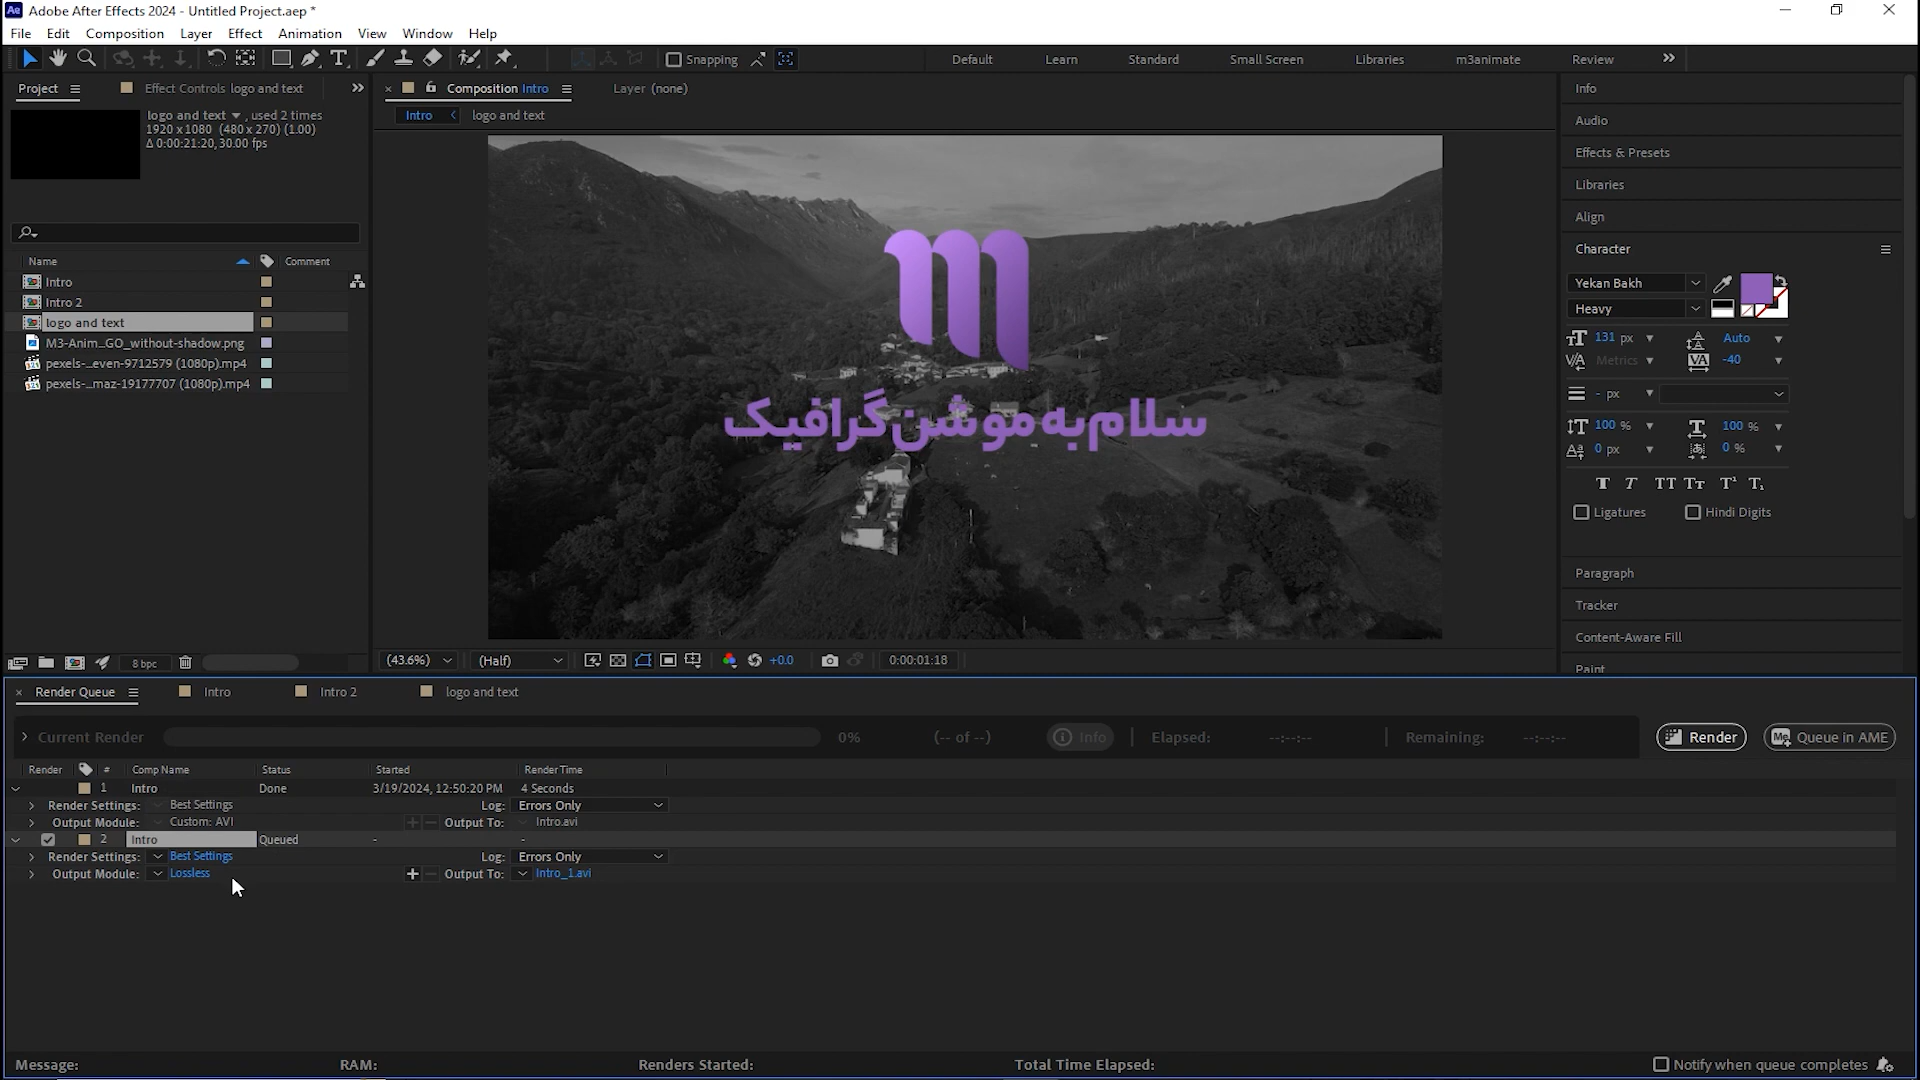 Adobe After Effects 2024 - Untitled Project.aep *
File Edit Composition Layer Effect Animation View Window Help
Snapping Default Learn Standard Small Screen Libraries m3animate Review
Project Effect Controls logo and text
Composition Intro Layer (none)
logo and text, used 2 times
1920 x 1080 (480 x 270) (1.00)
Δ 0:00:21:20, 30.00 fps
Intro logo and text
Name Comment
Intro
Intro 2
logo and text
M3-Anim_GO_without-shadow.png
pexels-...even-9712579 (1080p).mp4
pexels-...maz-19177707 (1080p).mp4
8 bpc
سلام به موشن گرافیک
(43.6%) (Half) +0.0 0:00:01:18
Info
Audio
Effects & Presets
Libraries
Align
Character
Yekan Bakh
Heavy
131 px Auto
Metrics -40
- px
100 % 100 %
0 px 0 %
T T TT Tt T¹ T₁
Ligatures Hindi Digits
Paragraph
Tracker
Content-Aware Fill
Paint
Render Queue Intro Intro 2 logo and text
Current Render 0% (-- of --) Info Elapsed: --:--:-- Remaining: --:--:-- Render Queue in AME
Render # Comp Name Status Started Render Time
1 Intro Done 3/19/2024, 12:50:20 PM 4 Seconds
Render Settings: Best Settings Log: Errors Only
Output Module: Custom: AVI Output To: Intro.avi
2 Intro Queued - -
Render Settings: Best Settings Log: Errors Only
Output Module: Lossless Output To: Intro_1.avi
Message: RAM: Renders Started: Total Time Elapsed: Notify when queue completes